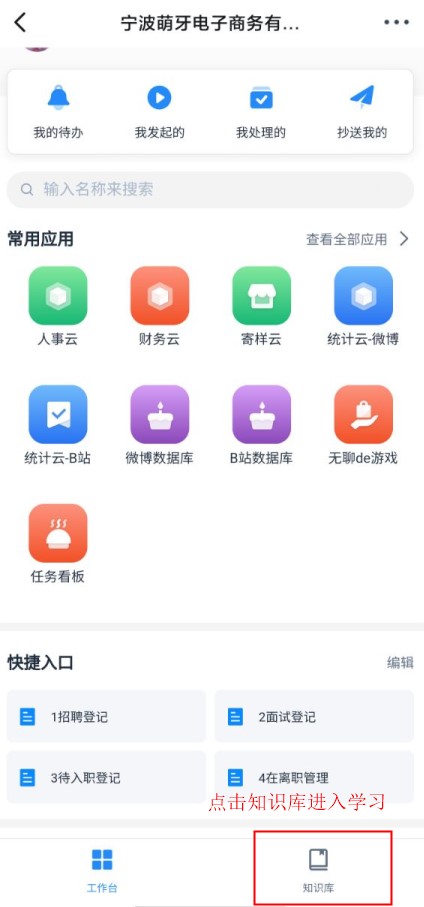 宁波萌牙电子商务有...
我的待办
我发起的
我处理的
抄送我的
输入名称来搜索
常用应用
查看全部应用
人事云
财务云
寄样云
统计云-微博
统计云-B站
微博数据库
B站数据库
无聊de游戏
任务看板
快捷入口
编辑
1招聘登记
2面试登记
3待入职登记
4在离职管理
点击知识库进入学习
工作台
知识库